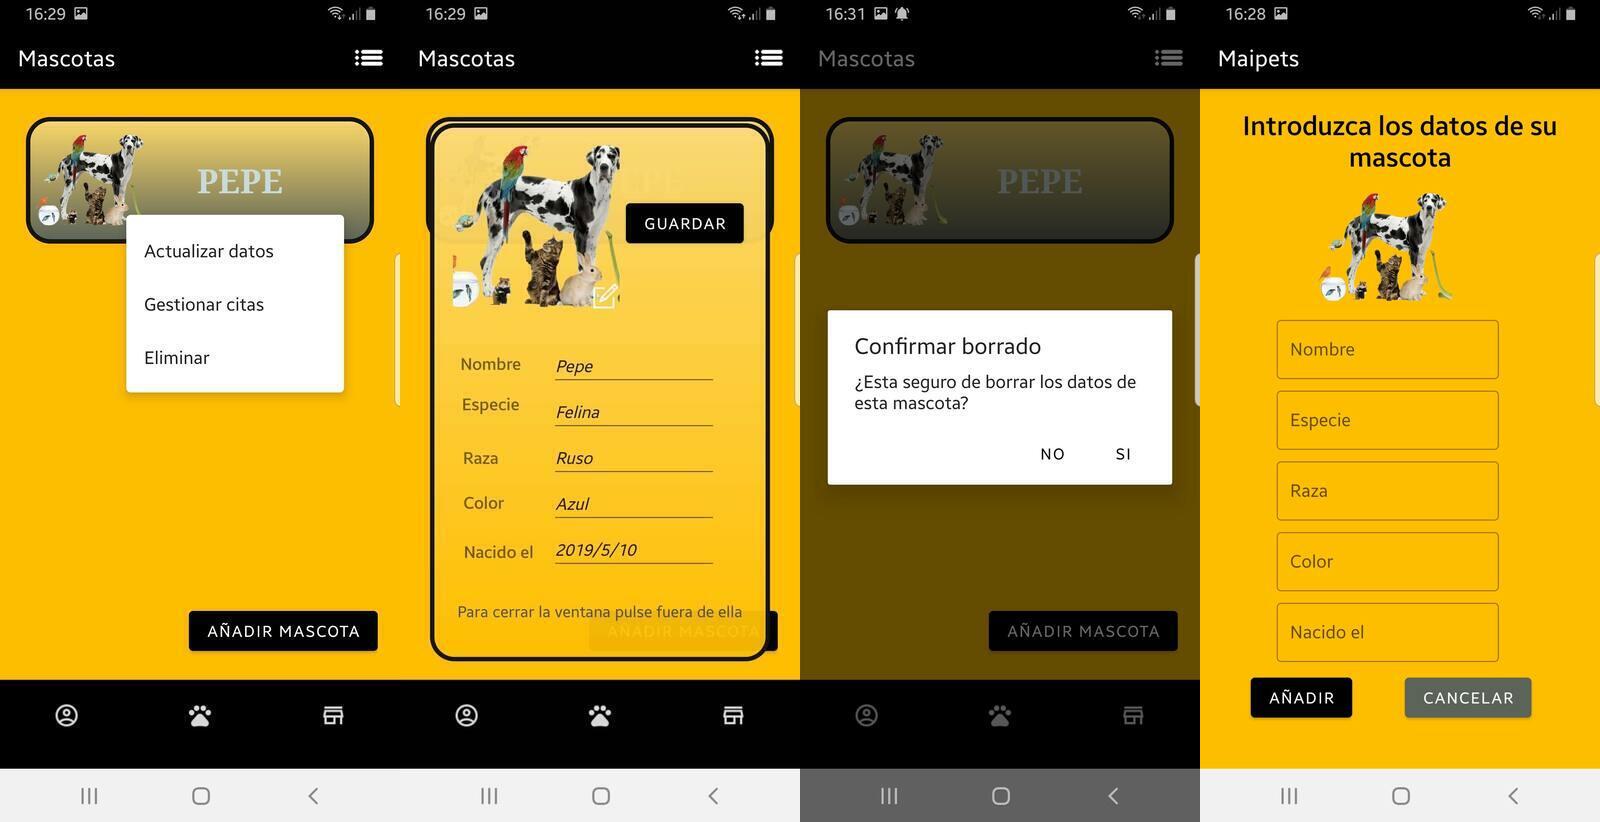 16:29
Mascotas
PEPE
Actualizar datos
Gestionar citas
Eliminar
AÑADIR MASCOTA
16:29
Mascotas
GUARDAR
Nombre Pepe
Especie Felina
Raza Ruso
Color Azul
Nacido el 2019/5/10
Para cerrar la ventana pulse fuera de ella
AÑADIR MASCOTA
16:31
Mascotas
PEPE
Confirmar borrado
¿Esta seguro de borrar los datos de
esta mascota?
NO SI
AÑADIR MASCOTA
16:28
Maipets
Introduzca los datos de su
mascota
Nombre
Especie
Raza
Color
Nacido el
AÑADIR CANCELAR